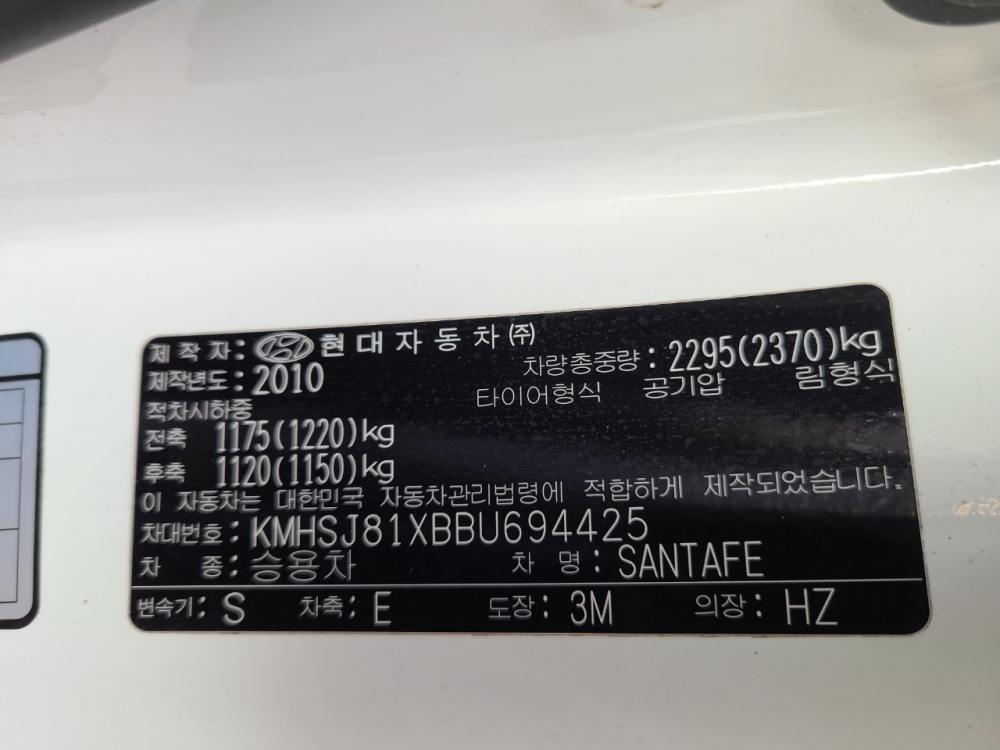 제 작 자: 현대자동차(주)
제작년도: 2010
차량총중량: 2295(2370)kg
적차시하중 타이어형식 공기압 림형식
전축 1175(1220)kg
후축 1120(1150)kg
이 자동차는 대한민국 자동차관리법령에 적합하게 제작되었습니다.
차대번호: KMHSJ81XBBU694425
차 종: 승용차 차 명: SANTAFE
변속기: S 차축: E 도장: 3M 의장: HZ